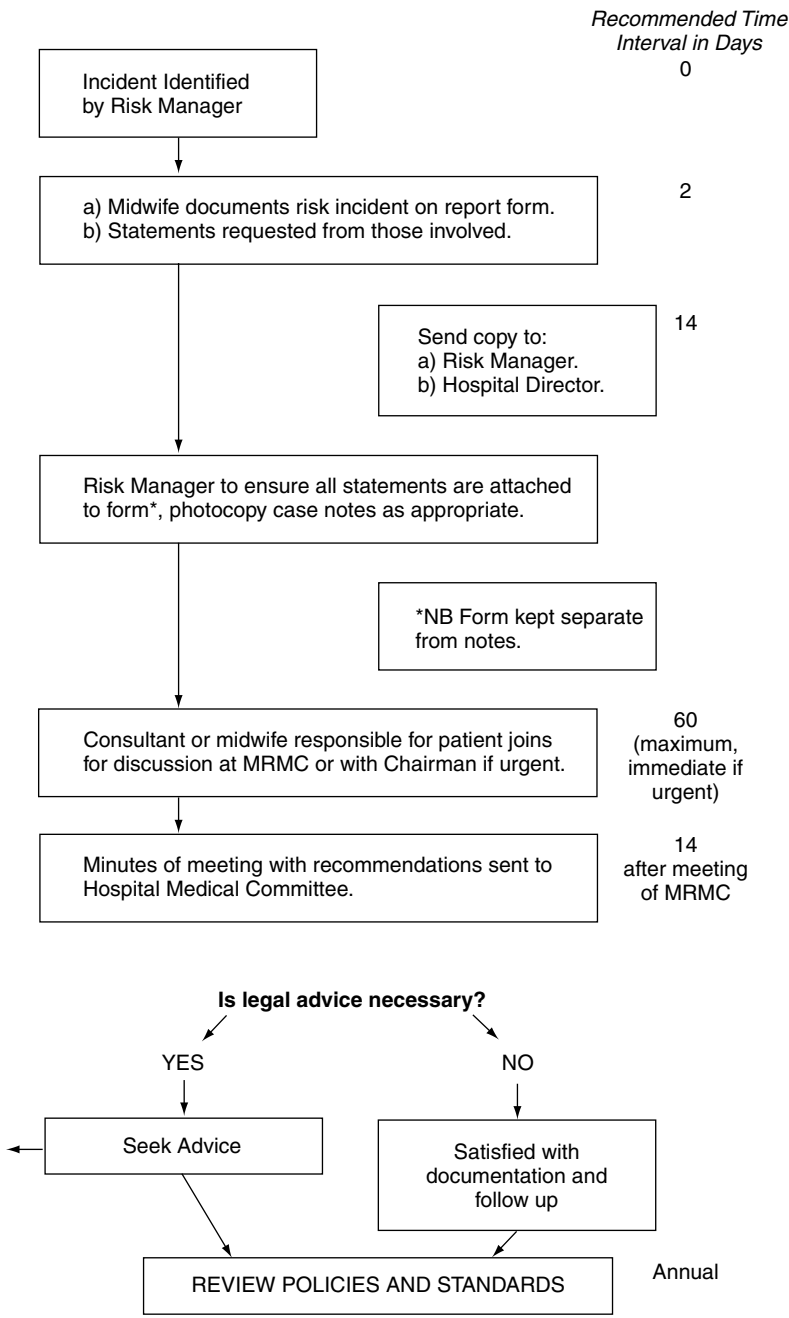 Recommended Time
Interval in Days
Incident Identified
by Risk Manager
0
a) Midwife documents risk incident on report form.
b) Statements requested from those involved.
2
Send copy to:
a) Risk Manager.
b) Hospital Director.
14
Risk Manager to ensure all statements are attached
to form*, photocopy case notes as appropriate.
*NB Form kept separate
from notes.
Consultant or midwife responsible for patient joins
for discussion at MRMC or with Chairman if urgent.
60
(maximum,
immediate if
urgent)
Minutes of meeting with recommendations sent to
Hospital Medical Committee.
14
after meeting
of MRMC
Is legal advice necessary?
YES
NO
Seek Advice
Satisfied with
documentation and
follow up
REVIEW POLICIES AND STANDARDS
Annual